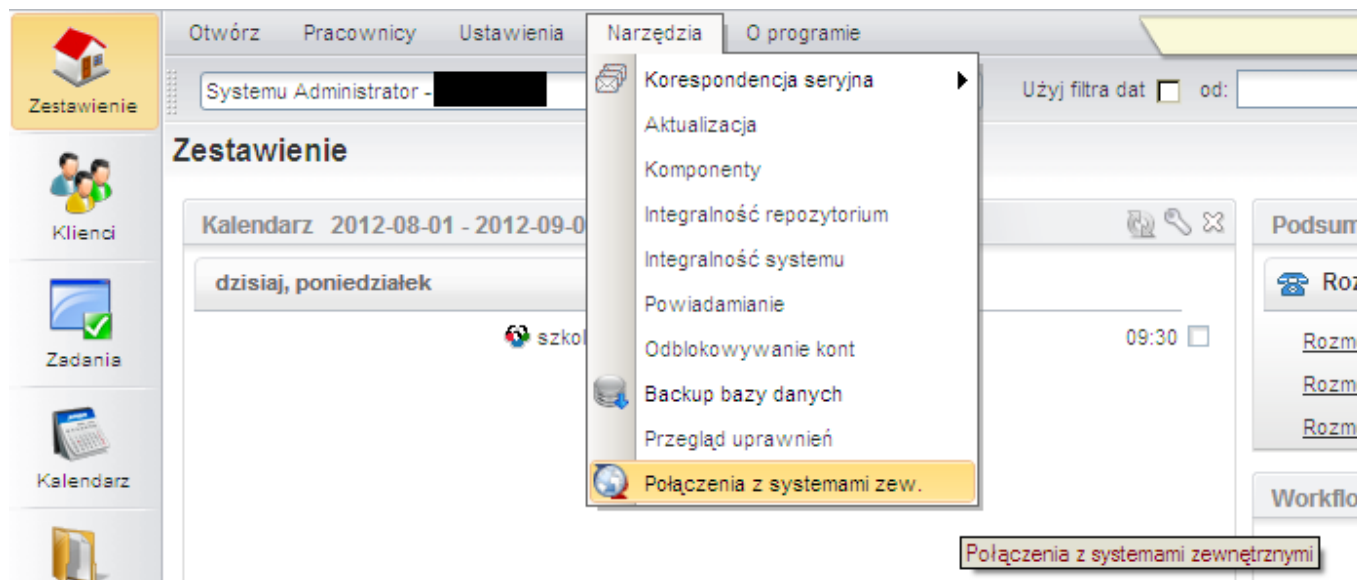 Otwórz Pracownicy Ustawienia Narzędzia O programie
Zestawienie
Systemu Administrator -
Użyj filtra dat od:
Korespondencja seryjna
Aktualizacja
Komponenty
Integralność repozytorium
Integralność systemu
Powiadamianie
Odblokowywanie kont
Backup bazy danych
Przegląd uprawnień
Połączenia z systemami zew.
Połączenia z systemami zewnętrznymi
Zestawienie
Klienci
Zadania
Kalendarz
Kalendarz 2012-08-01 - 2012-09-0
dzisiaj, poniedziałek
szkol
09:30
Podsum
Roz
Rozm
Rozm
Rozm
Workflo